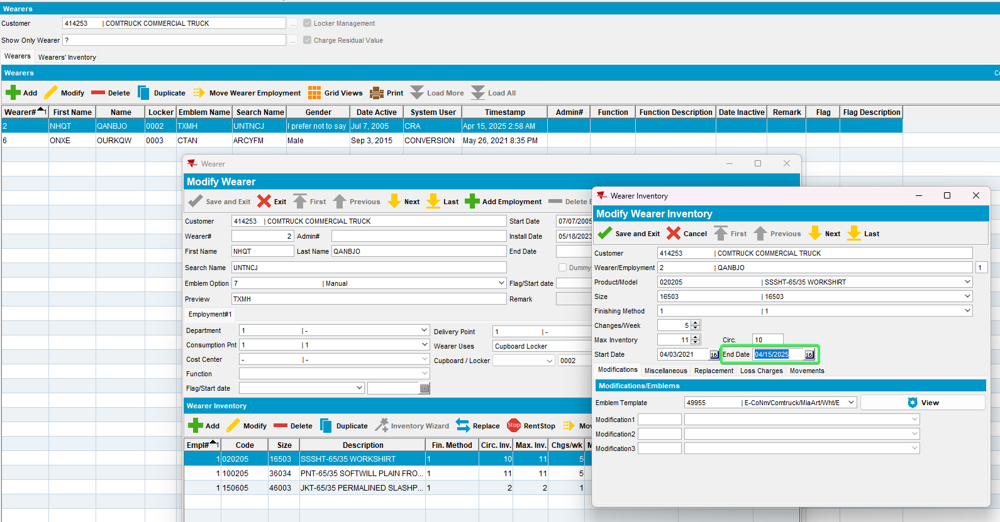 Wearers
Customer 414253 | COMTRUCK COMMERCIAL TRUCK ... Locker Management
Show Only Wearer ? ... Charge Residual Value
Wearers Wearers' Inventory
Wearers
Add Modify Delete Duplicate Move Wearer Employment Grid Views Print Load More Load All
Wearer# 1 First Name Name Locker Emblem Name Search Name Gender Date Active System User Timestamp Admin# Function Function Description Date Inactive Remark Flag Flag Description
2 NHQT QANBJO 0002 TXMH UNTNCJ I prefer not to say Jul 7, 2005 CRA Apr 15, 2025 2:58 AM
6 ONXE OURKQW 0003 CTAN ARCYFM Male Sep 3, 2015 CONVERSION May 26, 2021 8:35 PM
Wearer
Modify Wearer
Save and Exit Exit First Previous Next Last Add Employment Delete
Customer 414253 | COMTRUCK COMMERCIAL TRUCK Start Date 07/07/2005
Wearer# 2 Admin# Install Date 05/18/2023
First Name NHQT Last Name QANBJO End Date
Search Name UNTNCJ Dummy
Emblem Option 7 | Manual Flag/Start date
Preview TXMH Remark
Employment#1
Department 1 | - Delivery Point 1 | -
Consumption Pnt 1 | 1 Wearer Uses Cupboard Locker
Cost Center - | - Cupboard / Locker 0002
Function
Flag/Start date 16
Wearer Inventory
Add Modify Delete Duplicate Inventory Wizard Replace Stop RentStop Mov
Empl# 1 Code Size Description Fin. Method Circ. Inv. Max. Inv. Chgs/wk
1 020205 16503 SSSHT-65/35 WORKSHIRT 1 10 11 5
1 100205 36034 PNT-65/35 SOFTWILL PLAIN FRO... 1 11 11 5
1 150605 46003 JKT-65/35 PERMALINED SLASHP... 1 2 2 1
Wearer Inventory
Modify Wearer Inventory
Save and Exit Cancel First Previous Next Last
Customer 414253 | COMTRUCK COMMERCIAL TRUCK
Wearer/Employment 2 | QANBJO 1
Product/Model 020205 | SSSHT-65/35 WORKSHIRT
Size 16503 | 16503
Finishing Method 1 | 1
Changes/Week 5
Max Inventory 11 Circ. 10
Start Date 04/03/2021 16 End Date 04/15/2025 16
Modifications Miscellaneous Replacement Loss Charges Movements
Modifications/Emblems
Emblem Template 49955 | E-CoNm/Comtruck/MiaArt/Wht/E View
Modification1
Modification2
Modification3